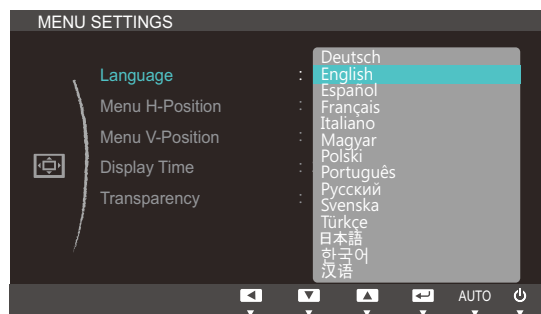 MENU SETTINGS
Language :
Menu H-Position :
Menu V-Position :
Display Time :
Transparency :
Deutsch
English
Español
Français
Italiano
Magyar
Polski
Português
Русский
Svenska
Türkçe
日本語
한국어
汉语
AUTO